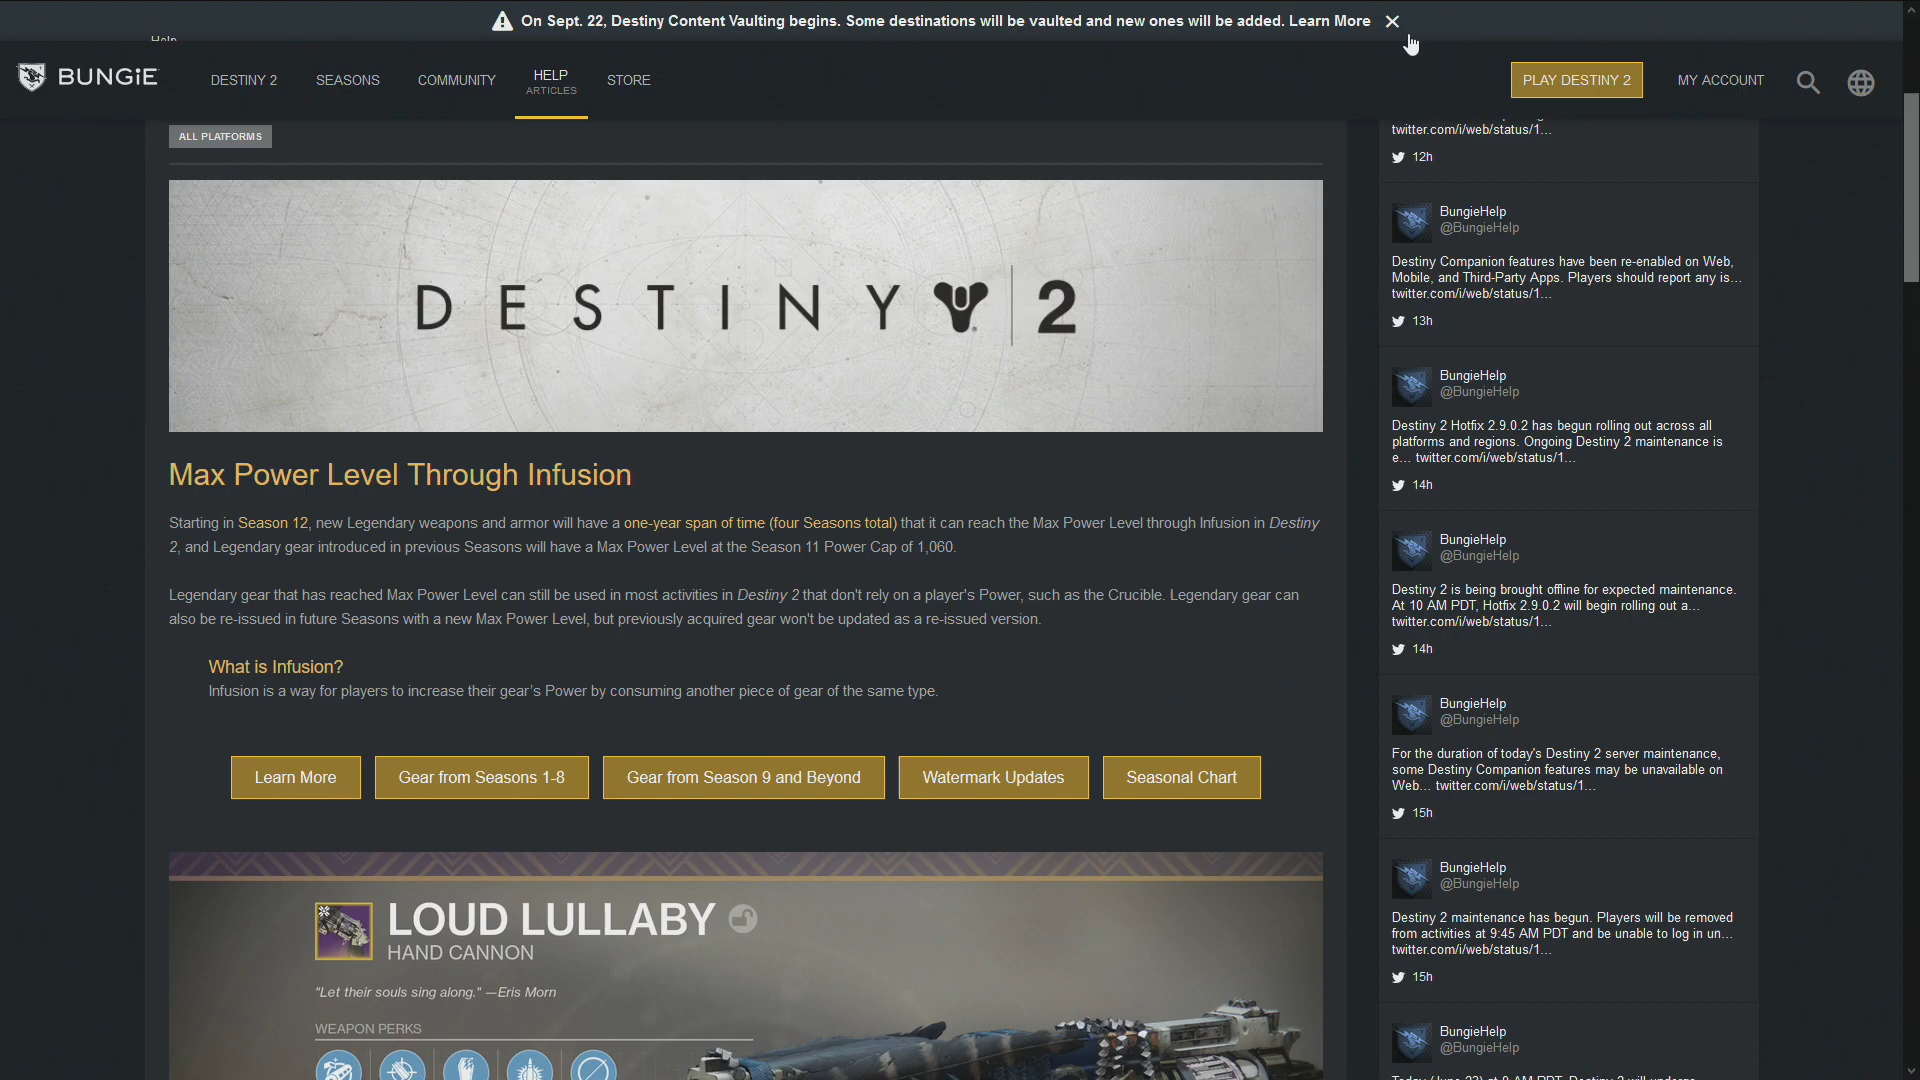 On Sept. 22, Destiny Content Vaulting begins. Some destinations will be vaulted and new ones will be added. Learn More
BUNGiE
DESTINY 2
SEASONS
COMMUNITY
HELP
ARTICLES
STORE
PLAY DESTINY 2
MY ACCOUNT
ALL PLATFORMS
DESTINY 2
Max Power Level Through Infusion
Starting in Season 12, new Legendary weapons and armor will have a one-year span of time (four Seasons total) that it can reach the Max Power Level through Infusion in Destiny
2, and Legendary gear introduced in previous Seasons will have a Max Power Level at the Season 11 Power Cap of 1,060.
Legendary gear that has reached Max Power Level can still be used in most activities in Destiny 2 that don't rely on a player's Power, such as the Crucible. Legendary gear can
also be re-issued in future Seasons with a new Max Power Level, but previously acquired gear won't be updated as a re-issued version.
What is Infusion?
Infusion is a way for players to increase their gear's Power by consuming another piece of gear of the same type.
Learn More
Gear from Seasons 1-8
Gear from Season 9 and Beyond
Watermark Updates
Seasonal Chart
LOUD LULLABY
HAND CANNON
"Let their souls sing along." —Eris Morn
WEAPON PERKS
twitter.com/i/web/status/1...
12h
BungieHelp
@BungieHelp
Destiny Companion features have been re-enabled on Web,
Mobile, and Third-Party Apps. Players should report any is...
twitter.com/i/web/status/1...
13h
BungieHelp
@BungieHelp
Destiny 2 Hotfix 2.9.0.2 has begun rolling out across all
platforms and regions. Ongoing Destiny 2 maintenance is
e... twitter.com/i/web/status/1...
14h
BungieHelp
@BungieHelp
Destiny 2 is being brought offline for expected maintenance.
At 10 AM PDT, Hotfix 2.9.0.2 will begin rolling out a...
twitter.com/i/web/status/1...
14h
BungieHelp
@BungieHelp
For the duration of today's Destiny 2 server maintenance,
some Destiny Companion features may be unavailable on
Web... twitter.com/i/web/status/1...
15h
BungieHelp
@BungieHelp
Destiny 2 maintenance has begun. Players will be removed
from activities at 9:45 AM PDT and be unable to log in un...
twitter.com/i/web/status/1...
15h
BungieHelp
@BungieHelp